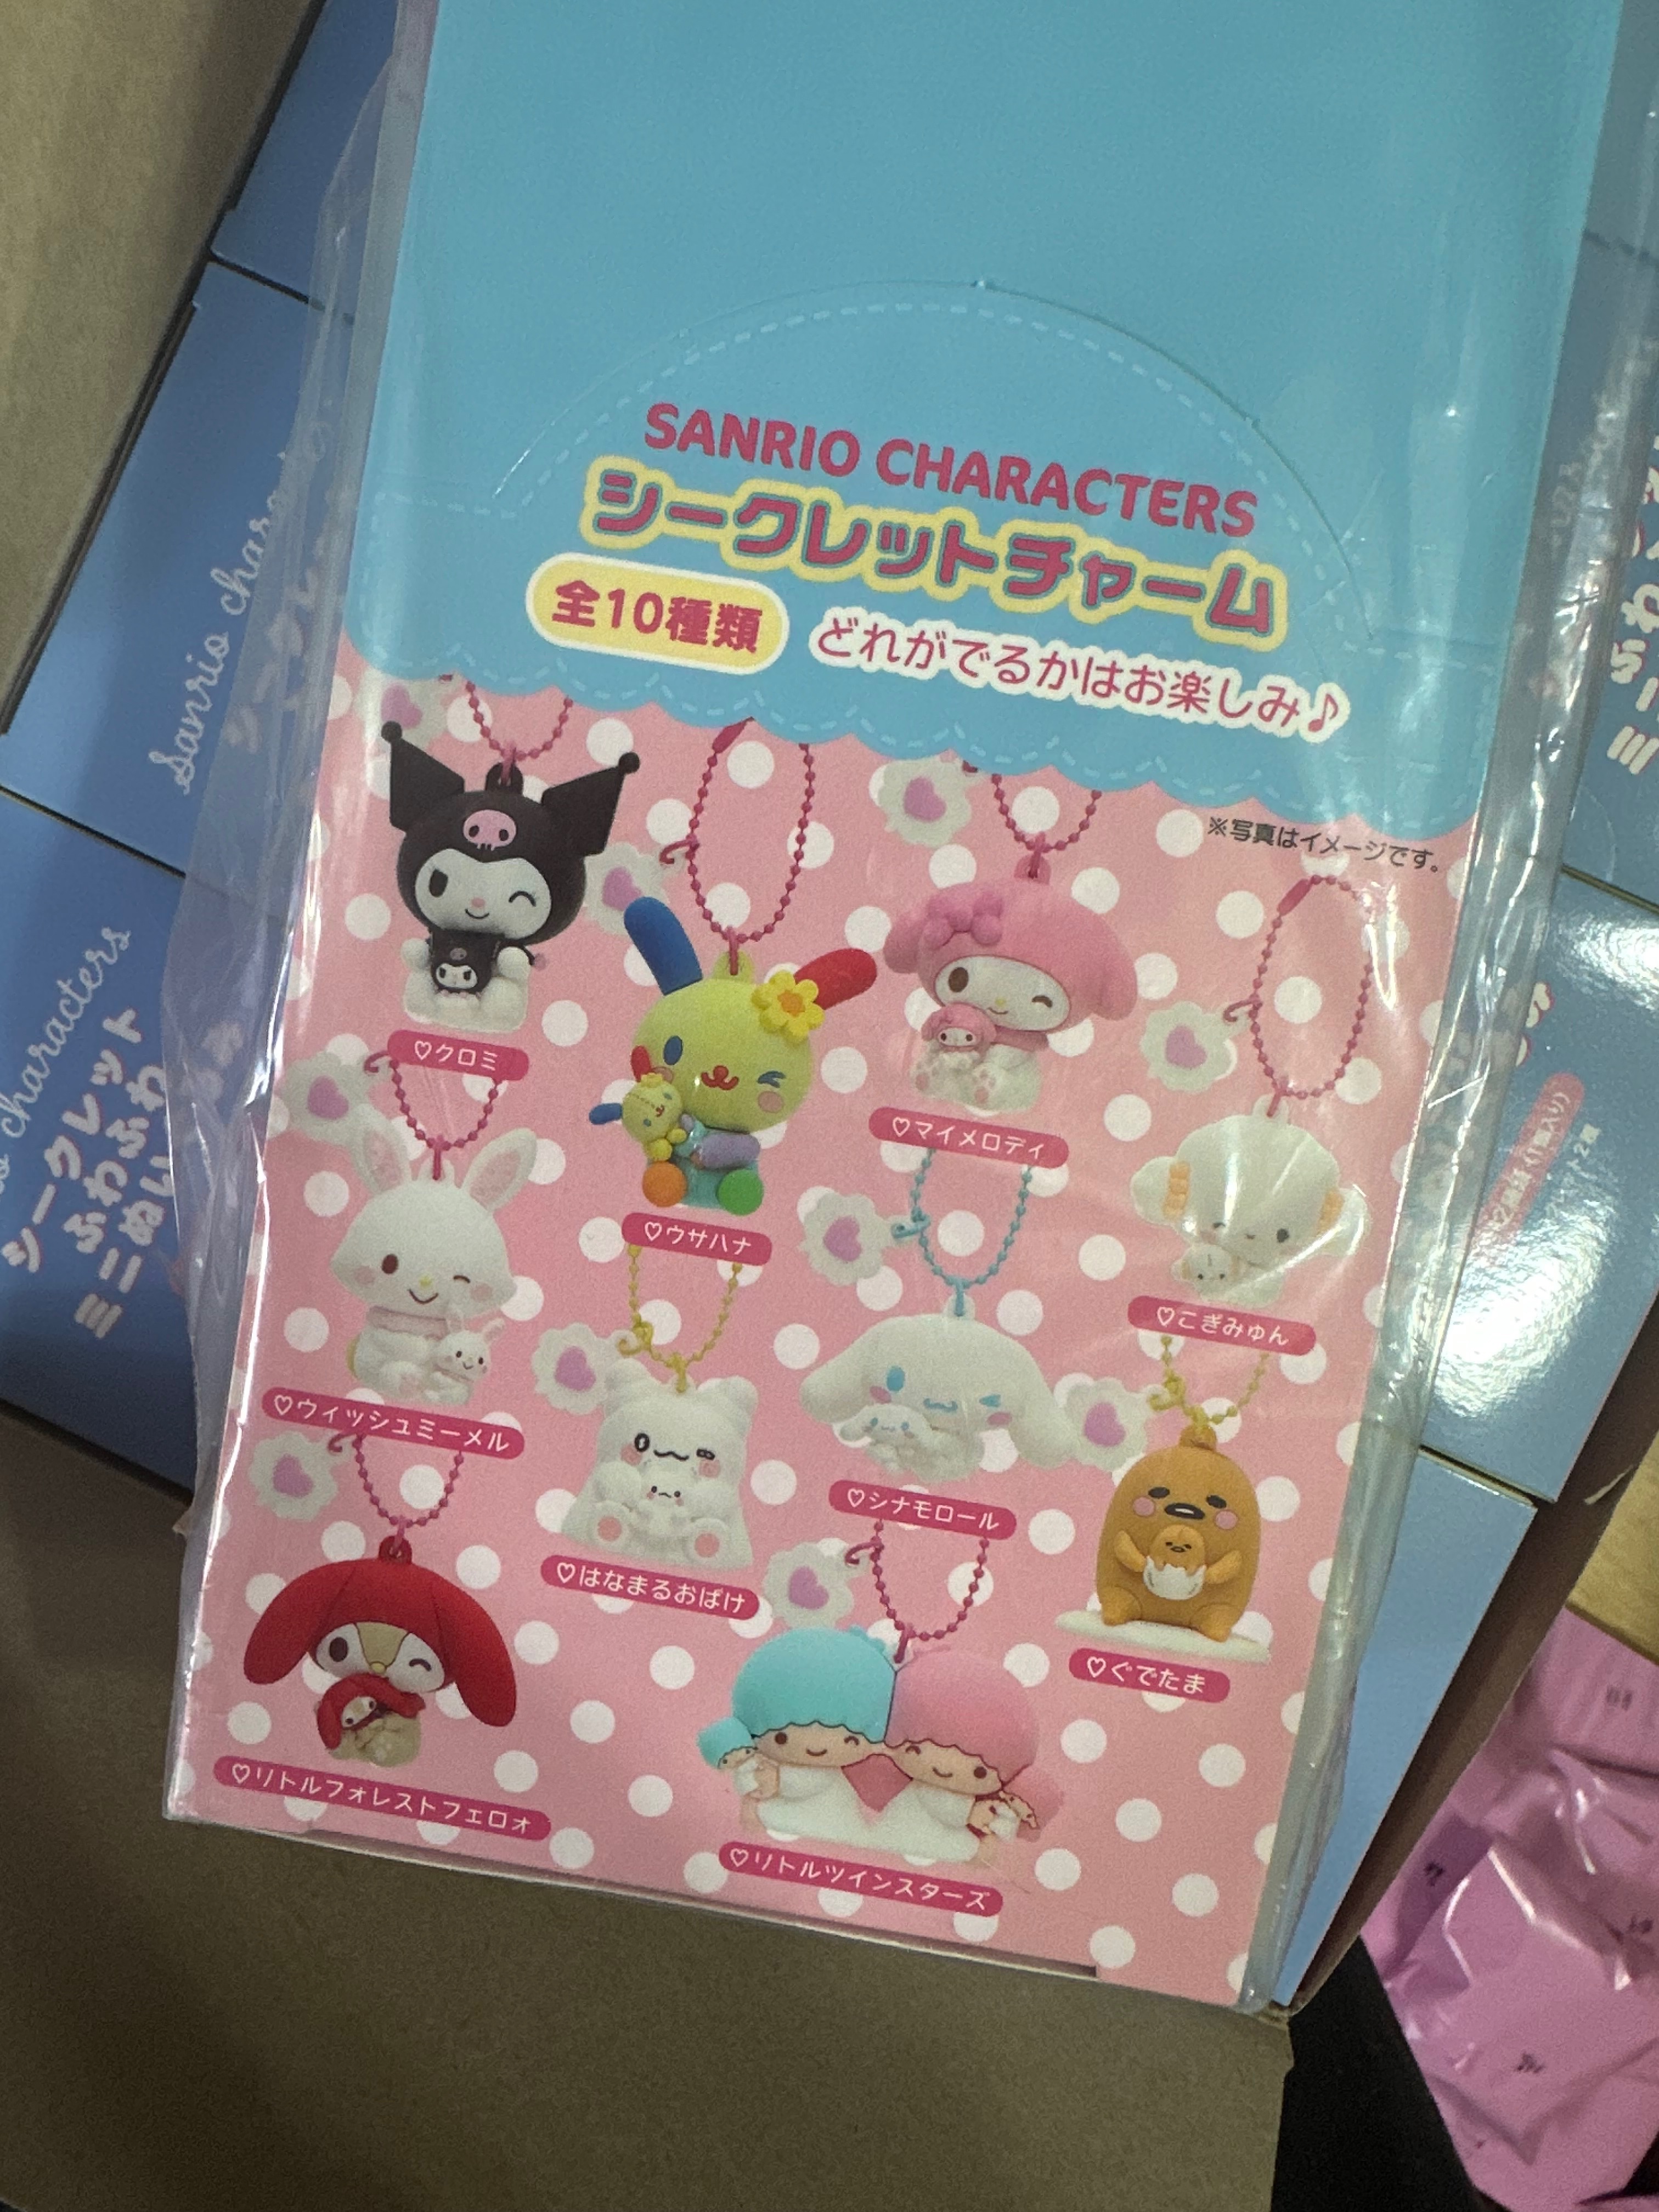 SANRIO CHARACTERS
シークレットチャーム
全10種類
どれがでるかはお楽しみ♪
※写真はイメージです。
♡クロミ
♡ウサハナ
♡マイメロディ
♡こぎみゅん
♡ウィッシュミーメル
♡はなまるおばけ
♡シナモロール
♡ぐでたま
♡リトルフォレストフェロォ
♡リトルツインスターズ
Sanrio
characters
シークレット
ふわふわ
ミニぬい